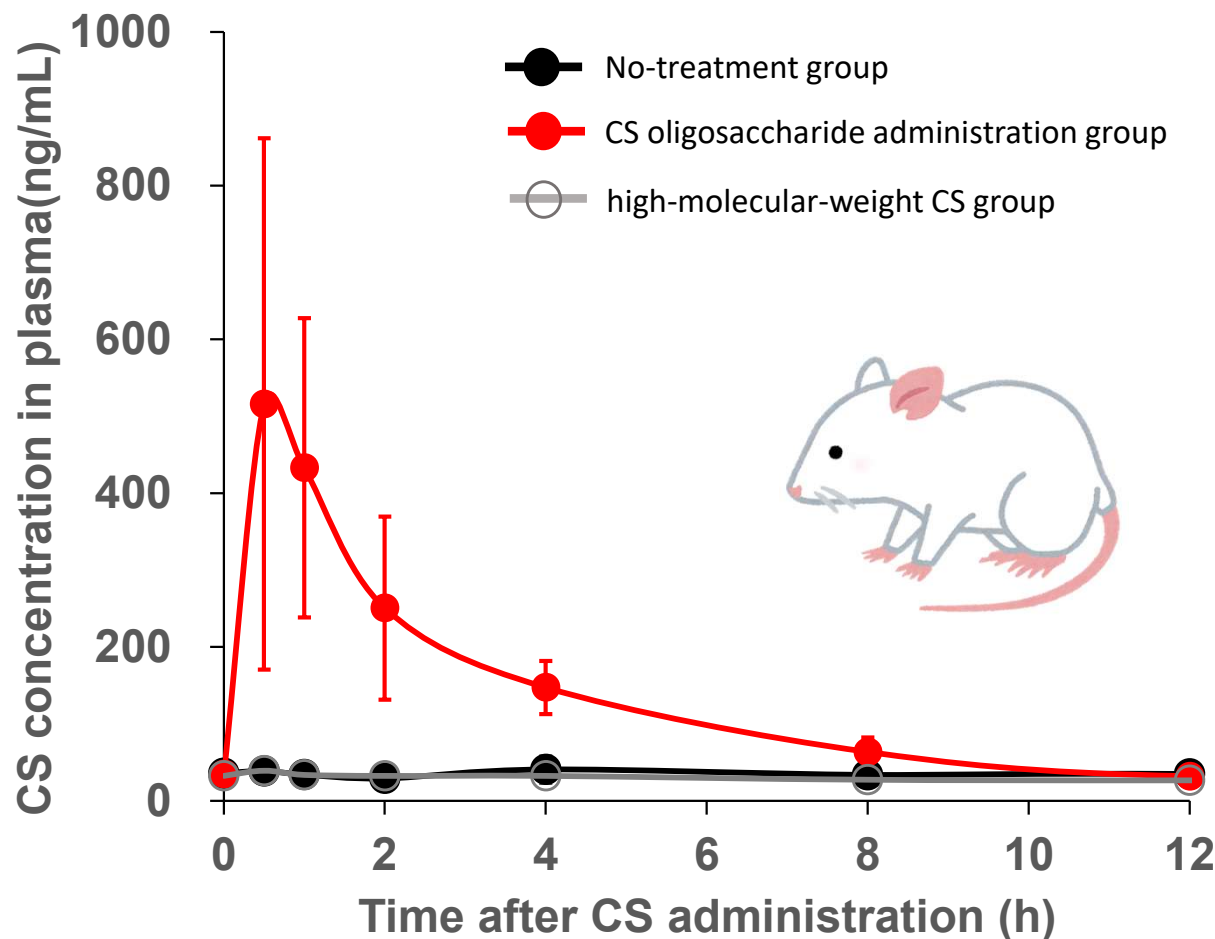 1000
800
600
400
200
0
CS concentration in plasma(ng/mL)
No-treatment group
CS oligosaccharide administration group
high-molecular-weight CS group
0 2 4 6 8 10 12
Time after CS administration (h)